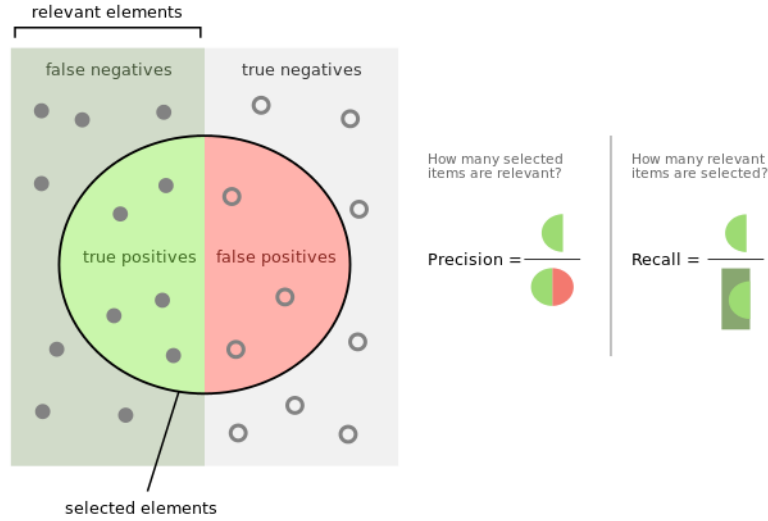 relevant elements
false negatives
true negatives
true positives
false positives
selected elements
How many selected
items are relevant?
Precision =
How many relevant
items are selected?
Recall =